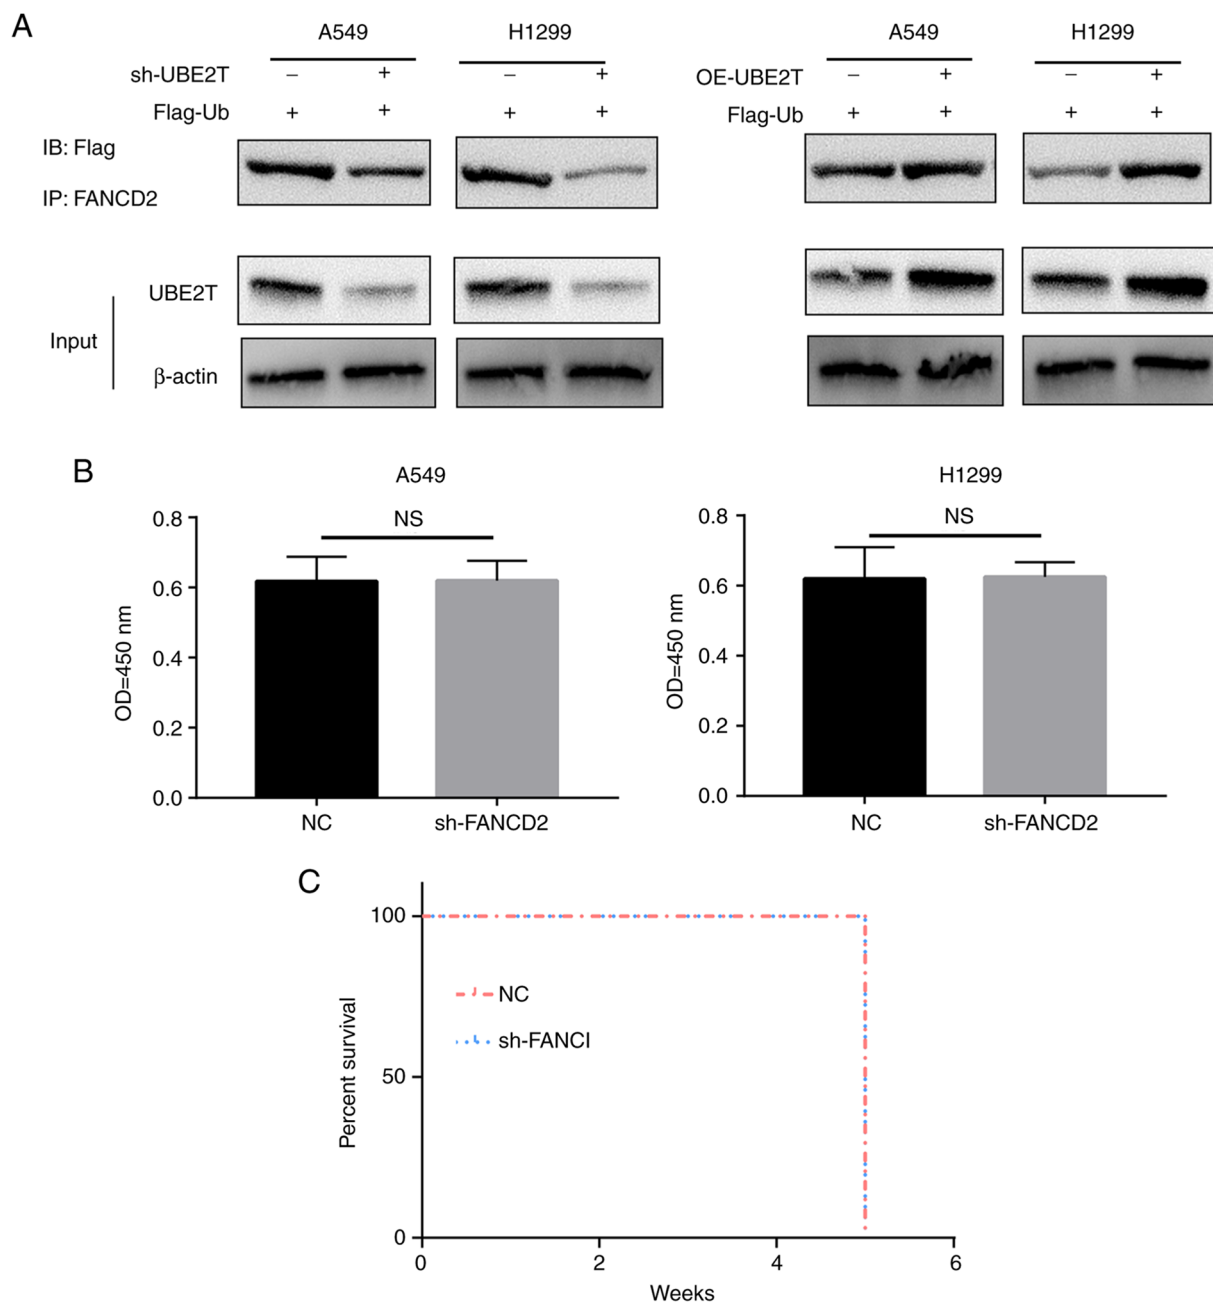 A
A549 H1299 A549 H1299
sh-UBE2T − + − + OE-UBE2T − + − +
Flag-Ub + + + + Flag-Ub + + + +
IB: Flag
IP: FANCD2
UBE2T
Input
β-actin
B
A549 H1299
NS NS
0.8 0.8
0.6 0.6
0.4 0.4
0.2 0.2
0.0 0.0
OD=450 nm OD=450 nm
NC sh-FANCD2 NC sh-FANCD2
C
100
NC
sh-FANCI
50
0
Percent survival
0 2 4 6
Weeks